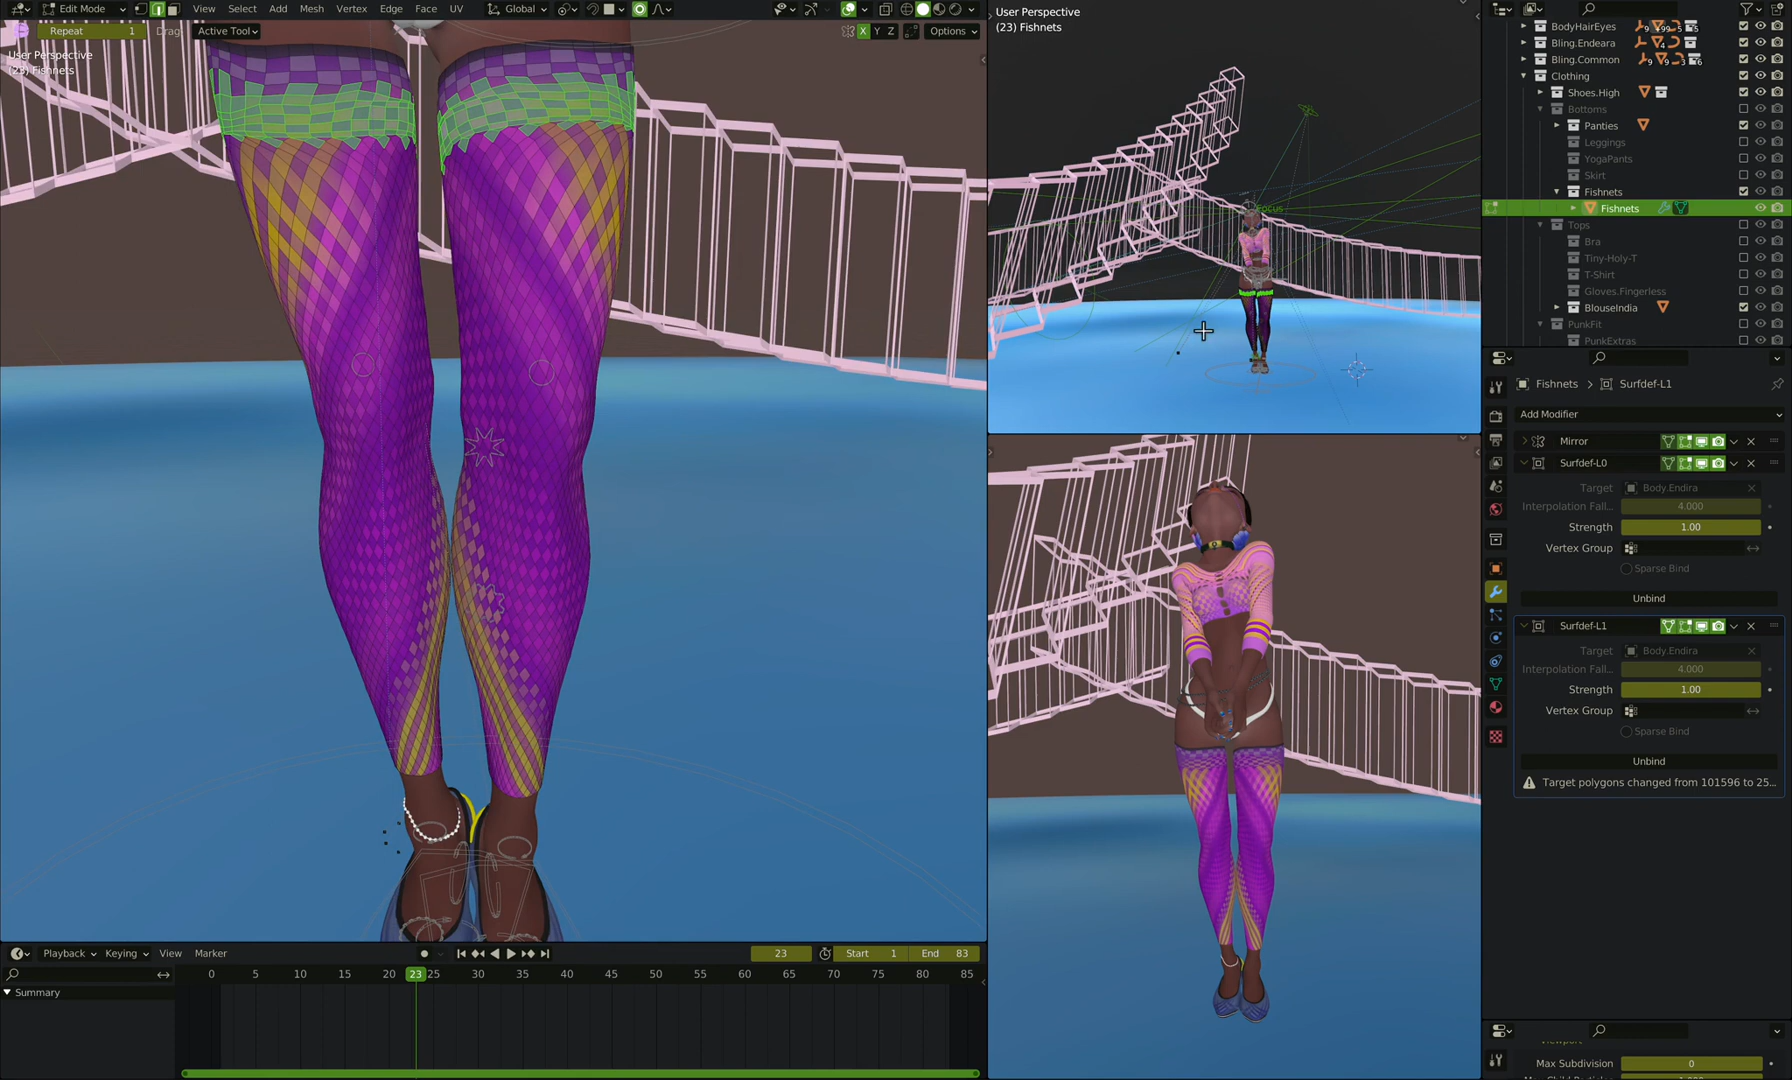 Edit Mode View Select Add Mesh Vertex Edge Face UV Global
Repeat 1 Drag: Active Tool X Y Z Options
User Perspective
(23) Fishnets
User Perspective
(23) Fishnets
Focus
BodyHairEyes
Bling.Endeara
Bling.Common
Clothing
Shoes.High
Bottoms
Panties
Leggings
YogaPants
Skirt
Fishnets
Fishnets
Tops
Bra
Tiny-Holy-T
T-Shirt
Gloves.Fingerless
BlouseIndia
PunkFit
PunkExtras
Fishnets > Surfdef-L1
Add Modifier
Mirror
Surfdef-L0
Target Body.Endira
Interpolation Fall... 4.000
Strength 1.00
Vertex Group
Sparse Bind
Unbind
Surfdef-L1
Target Body.Endira
Interpolation Fall... 4.000
Strength 1.00
Vertex Group
Sparse Bind
Unbind
Target polygons changed from 101596 to 25...
Playback Keying View Marker 23 Start 1 End 83
0 5 10 15 20 23 25 30 35 40 45 50 55 60 65 70 75 80 85
Summary
Max Subdivision 0